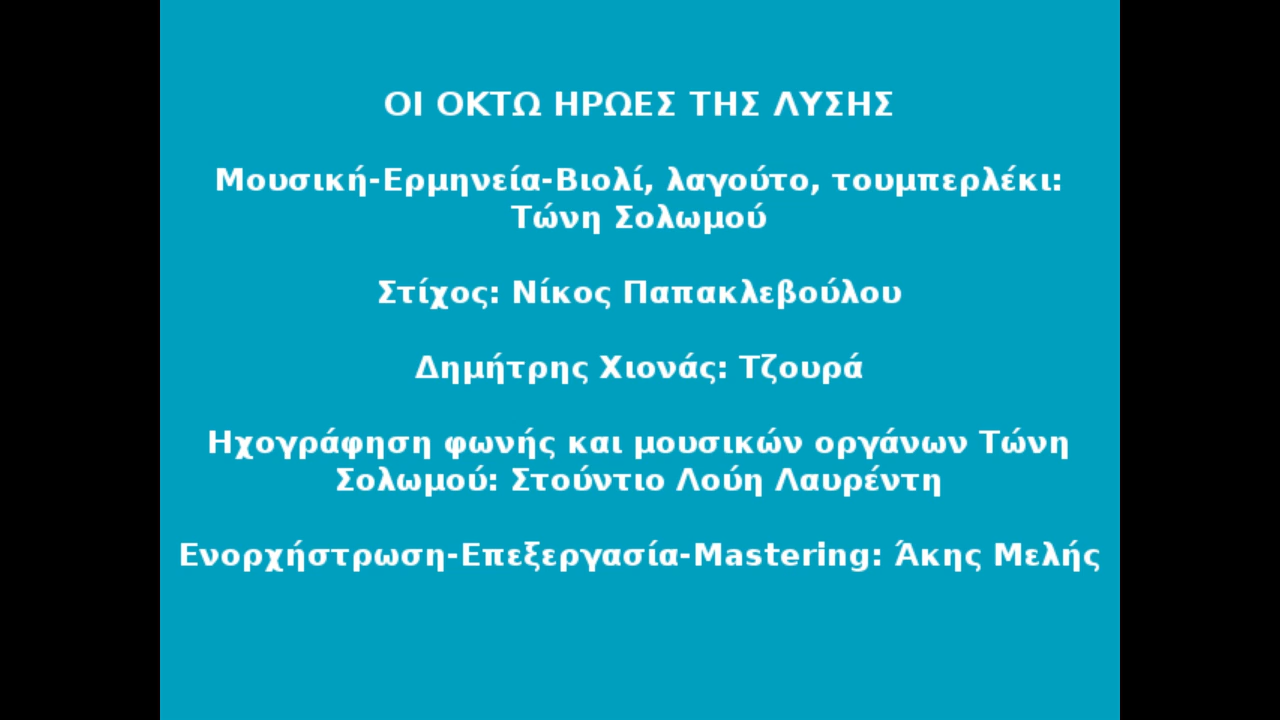 ΟΙ ΟΚΤΩ ΗΡΩΕΣ ΤΗΣ ΛΥΣΗΣ
Μουσική-Ερμηνεία-Βιολί, λαγούτο, τουμπερλέκι:
Τώνη Σολωμού
Στίχος: Νίκος Παπακλεβούλου
Δημήτρης Χιονάς: Τζουρά
Ηχογράφηση φωνής και μουσικών οργάνων Τώνη
Σολωμού: Στούντιο Λούη Λαυρέντη
Ενορχήστρωση-Επεξεργασία-Mastering: Άκης Μελής